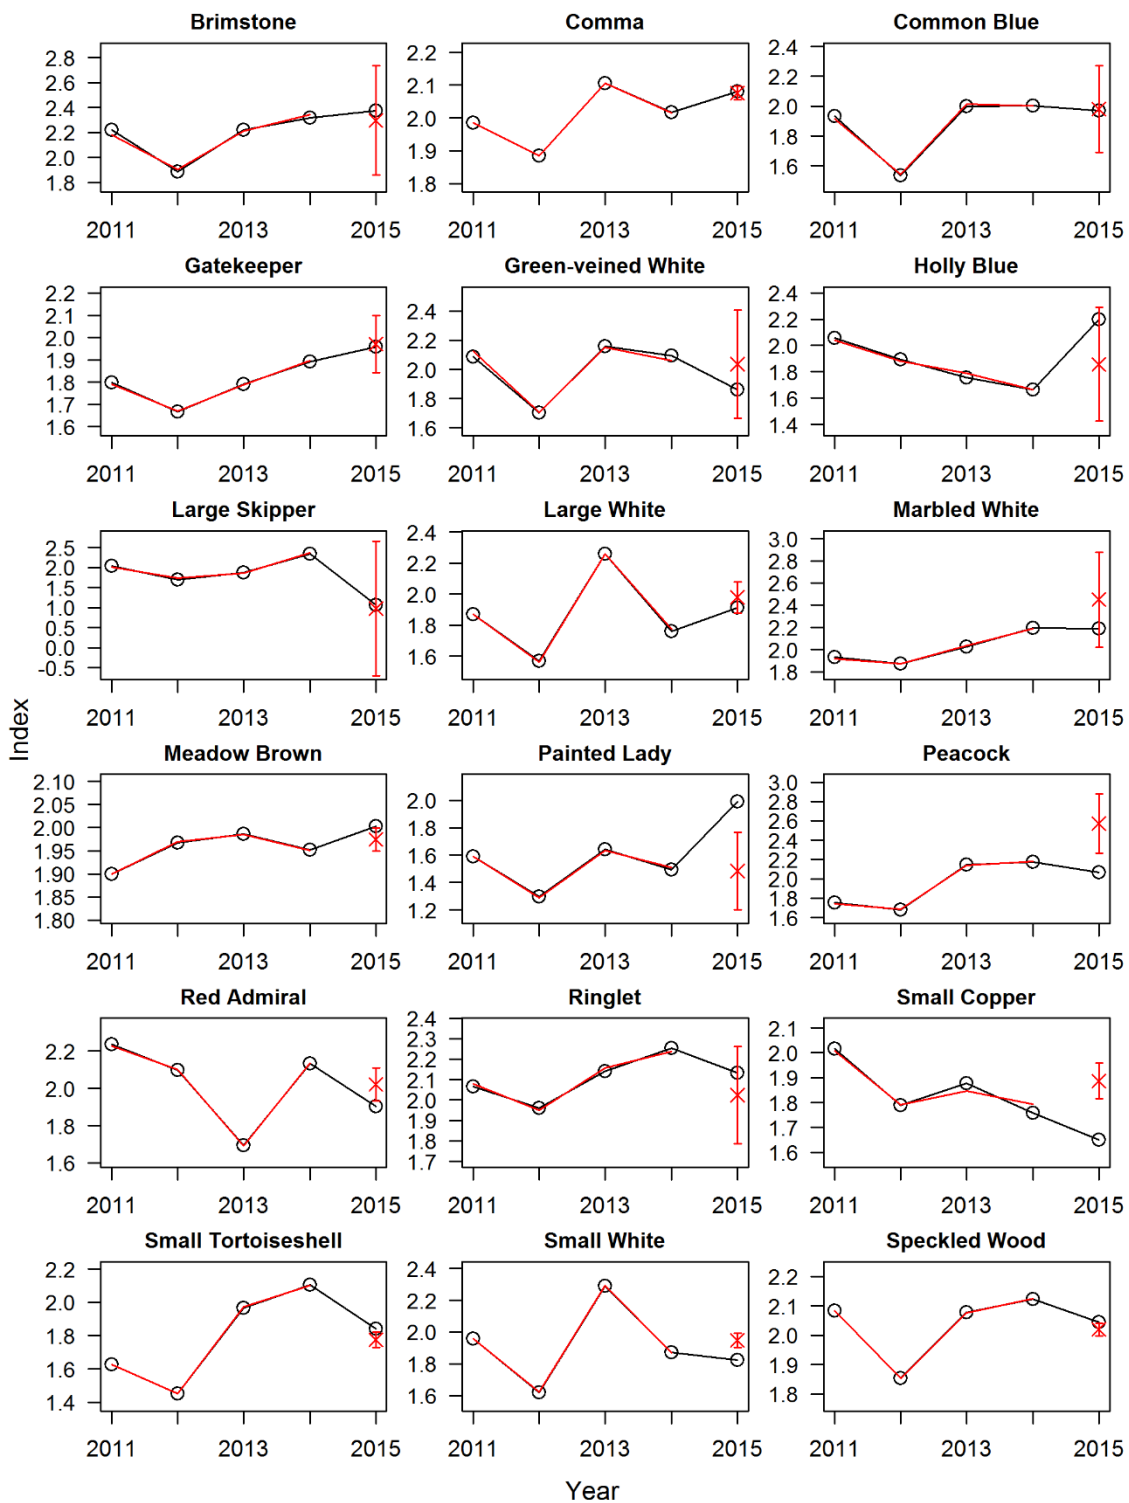 Brimstone Comma Common Blue
2.8 2.2 2.4
2.6 2.1 2.2
2.4 2.0 2.0
2.2 1.9 1.6
2.0 1.8
1.8
2011 2013 2015 2011 2013 2015 2011 2013 2015
Gatekeeper Green-veined White Holly Blue
2.2 2.4 2.4
2.1 2.2 2.2
2.0 2.0 2.0
1.9 1.8 1.8
1.8 1.6 1.6
1.7 1.4
1.6
2011 2013 2015 2011 2013 2015 2011 2013 2015
Large Skipper Large White Marbled White
2.5 2.4 3.0
2.0 2.2 2.8
1.5 2.0 2.6
1.0 1.8 2.4
0.5 1.6 2.2
0.0 2.0
-0.5 1.8
2011 2013 2015 2011 2013 2015 2011 2013 2015
Index
Meadow Brown Painted Lady Peacock
2.10 2.0 3.0
2.05 1.6 2.8
2.00 1.4 2.6
1.95 1.2 2.2
1.90 2.0
1.85 1.8
1.80 1.6
2011 2013 2015 2011 2013 2015 2011 2013 2015
Red Admiral Ringlet Small Copper
2.2 2.4 2.1
2.0 2.3 2.0
1.8 2.2 1.9
1.6 2.1 1.8
2.0 1.7
1.9 1.6
1.8
1.7
2011 2013 2015 2011 2013 2015 2011 2013 2015
Small Tortoiseshell Small White Speckled Wood
2.2 2.4 2.2
2.0 2.2 2.1
1.8 2.0 2.0
1.6 1.8 1.9
1.4 1.6 1.8
2011 2013 2015 2011 2013 2015 2011 2013 2015
Year